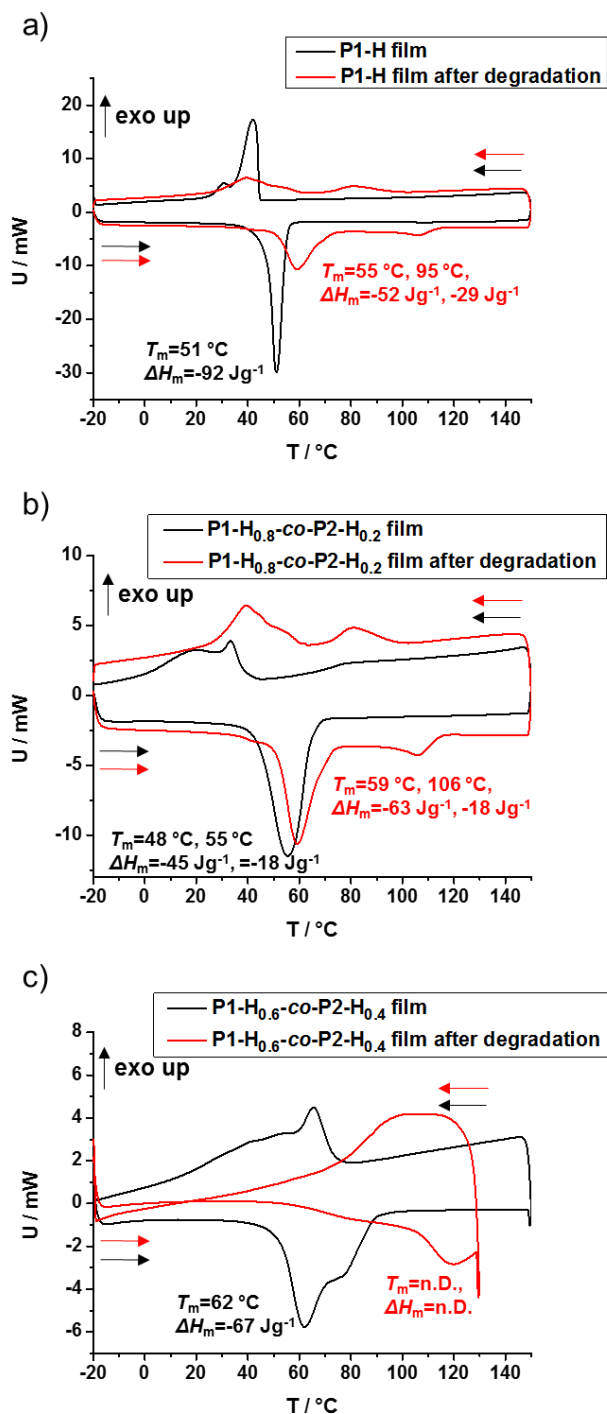 a)
P1-H film
P1-H film after degradation
exo up
20
10
0
-10
-20
-30
U / mW
Tm=55 °C, 95 °C,
ΔHm=-52 Jg-1, -29 Jg-1
Tm=51 °C
ΔHm=-92 Jg-1
-20 0 20 40 60 80 100 120 140
T / °C
b)
P1-H0.8-co-P2-H0.2 film
P1-H0.8-co-P2-H0.2 film after degradation
exo up
10
5
0
-5
-10
U / mW
Tm=59 °C, 106 °C,
ΔHm=-63 Jg-1, -18 Jg-1
Tm=48 °C, 55 °C
ΔHm=-45 Jg-1, =-18 Jg-1
-20 0 20 40 60 80 100 120 140
T / °C
c)
P1-H0.6-co-P2-H0.4 film
P1-H0.6-co-P2-H0.4 film after degradation
exo up
8
6
4
2
0
-2
-4
-6
U / mW
Tm=n.D.,
ΔHm=n.D.
Tm=62 °C
ΔHm=-67 Jg-1
-20 0 20 40 60 80 100 120 140
T / °C